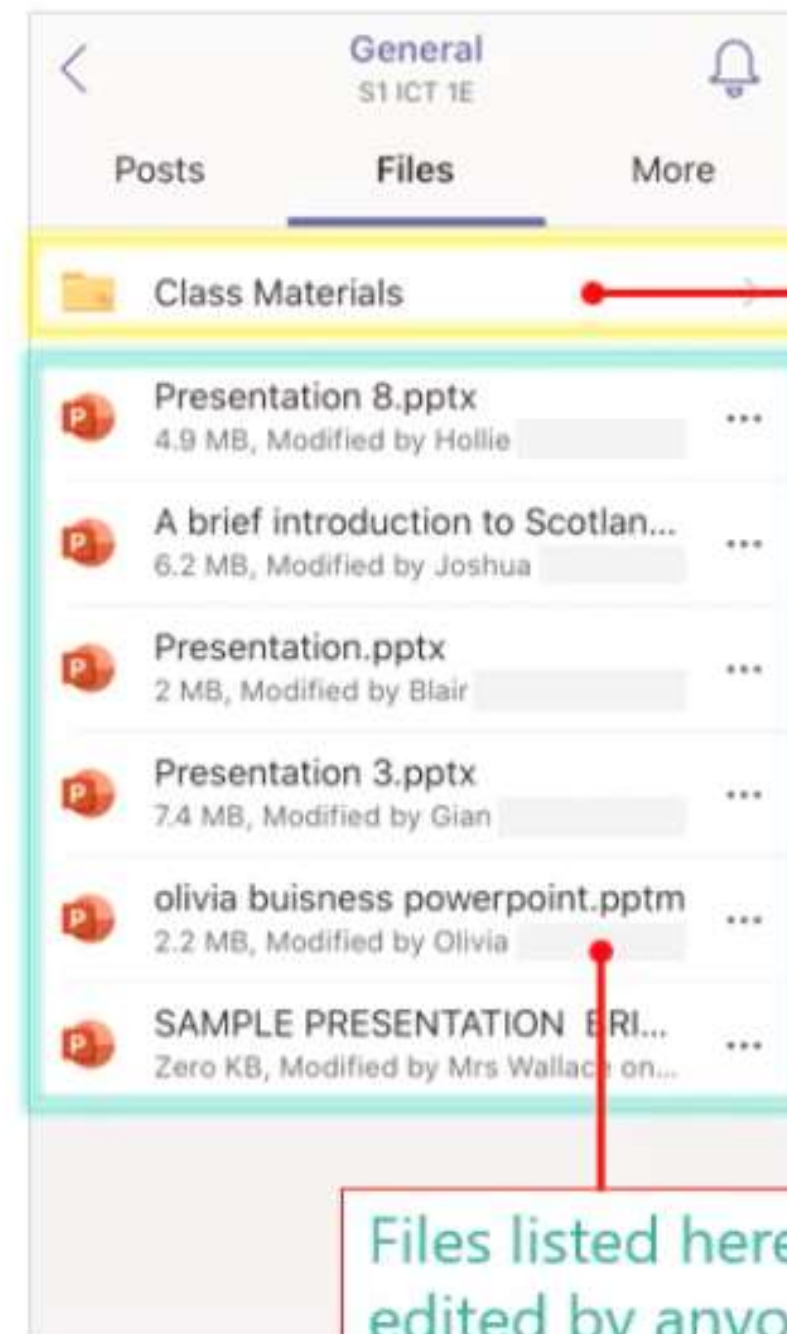 General
S1 ICT 1E
Posts Files More
Class Materials
Presentation 8.pptx
4.9 MB, Modified by Hollie
A brief introduction to Scotlan...
6.2 MB, Modified by Joshua
Presentation.pptx
2 MB, Modified by Blair
Presentation 3.pptx
7.4 MB, Modified by Gian
olivia buisness powerpoint.pptm
2.2 MB, Modified by Olivia
SAMPLE PRESENTATION BRI...
Zero KB, Modified by Mrs Wallace on...
Files listed here
edited by anyo